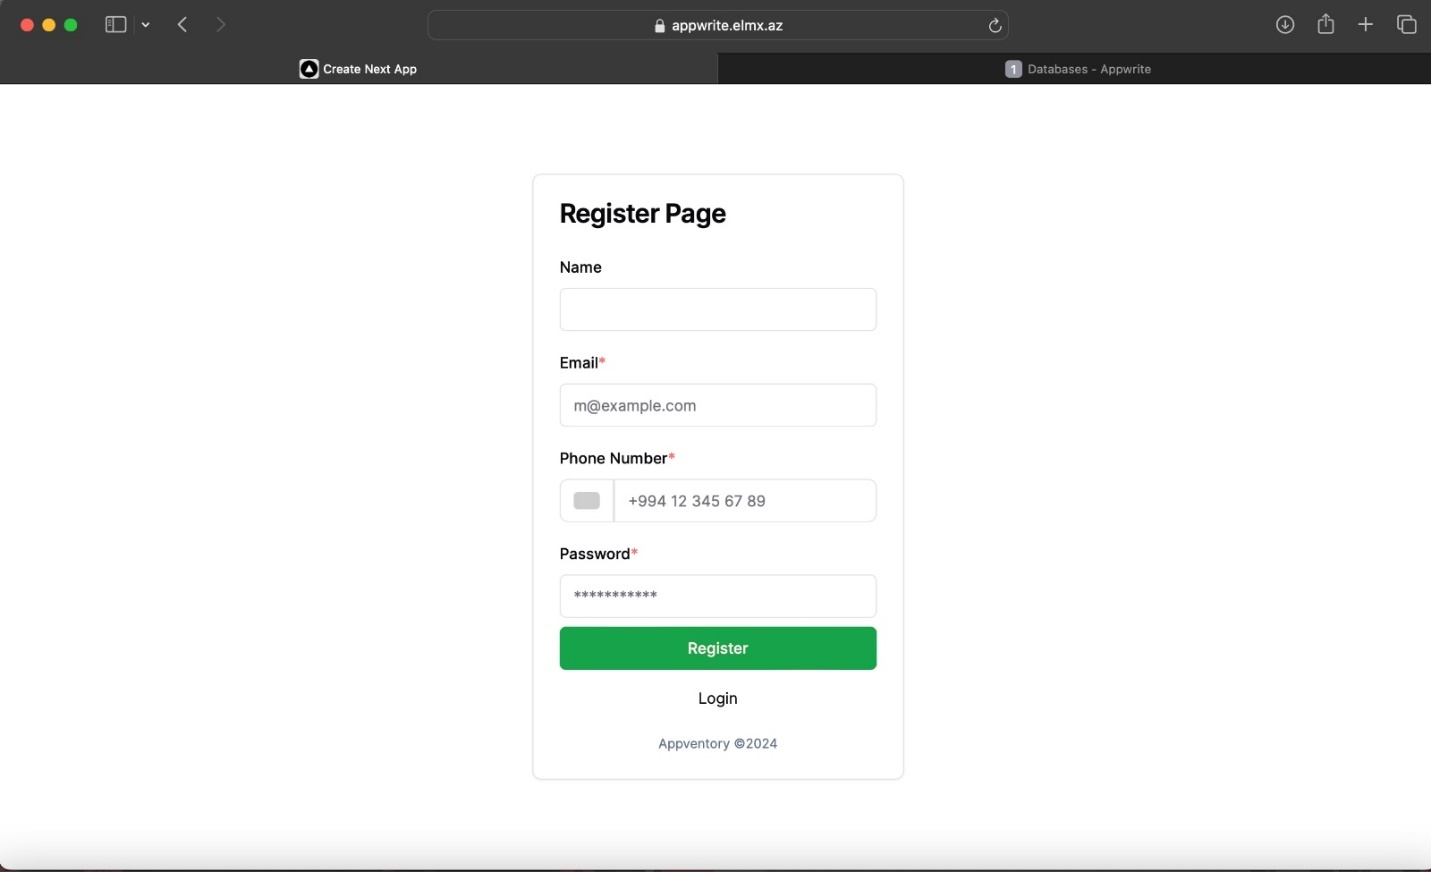 appwrite.elmx.az
Create Next App
1 Databases - Appwrite
Register Page
Name
Email*
m@example.com
Phone Number*
+994 12 345 67 89
Password*
***********
Register
Login
Appventory ©2024